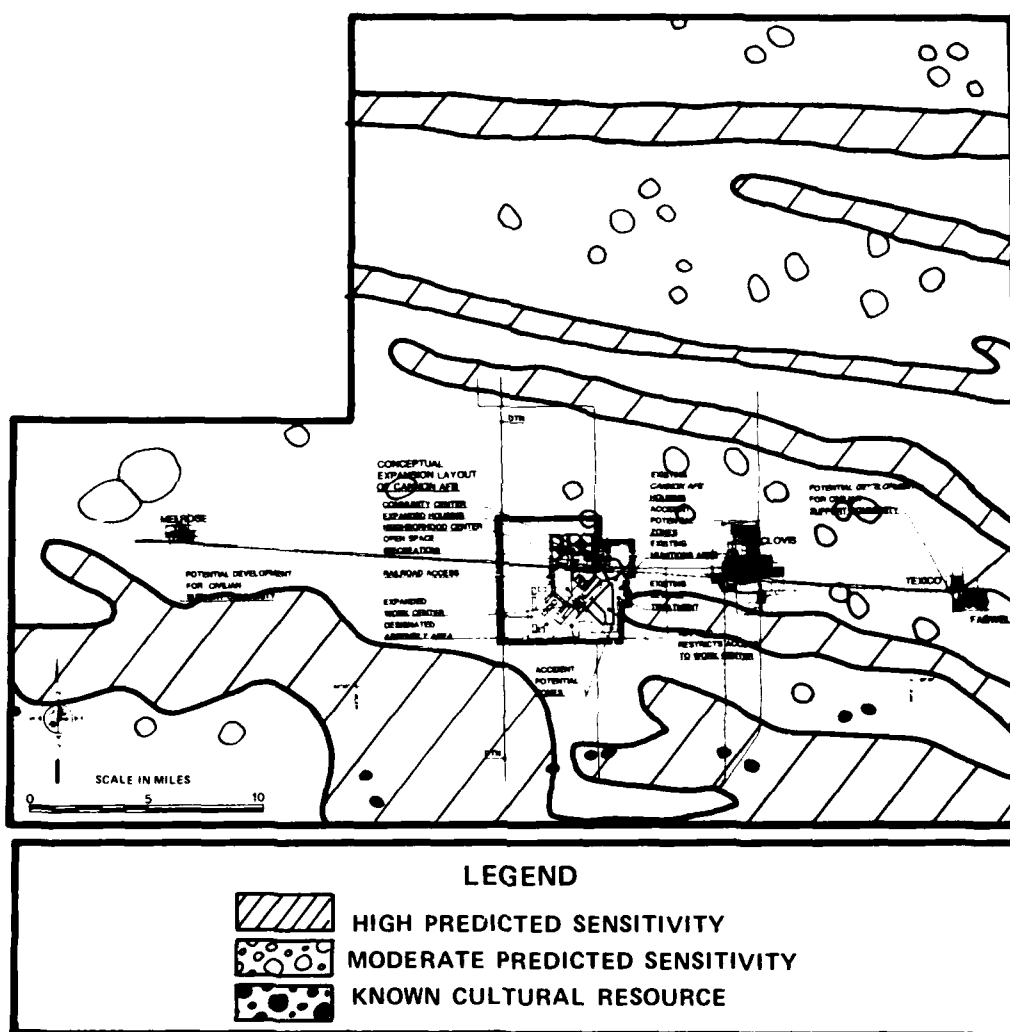 CONCEPTUAL
EXPANSION LAYOUT
OF CANNON AFB
COMMUNITY CENTER
EXPANDED HOUSING
NEIGHBORHOOD CENTER
OPEN SPACE
RECREATIONS
RAILROAD ACCESS
EXPANDED
WORK CENTER
DESIGNATED
ASSEMBLY AREA
EXISTING
CANNON AFB
HOUSING
ACCIDENT
POTENTIAL
ZONES
EXISTING
MUNITIONS AREA
EXISTING
TREATMENT
RESTRICTS ACCESS
TO WORK CENTER
POTENTIAL DEVELOPMENT
FOR CIVILIAN
SUPPORT COMMUNITY
MELROSE
CLOVIS
TEXICO
FARWELL
POTENTIAL DEVELOPMENT
FOR CIVILIAN
SUPPORT COMMUNITY
ACCIDENT
POTENTIAL
ZONES
SCALE IN MILES
0 5 10
LEGEND
HIGH PREDICTED SENSITIVITY
MODERATE PREDICTED SENSITIVITY
KNOWN CULTURAL RESOURCE